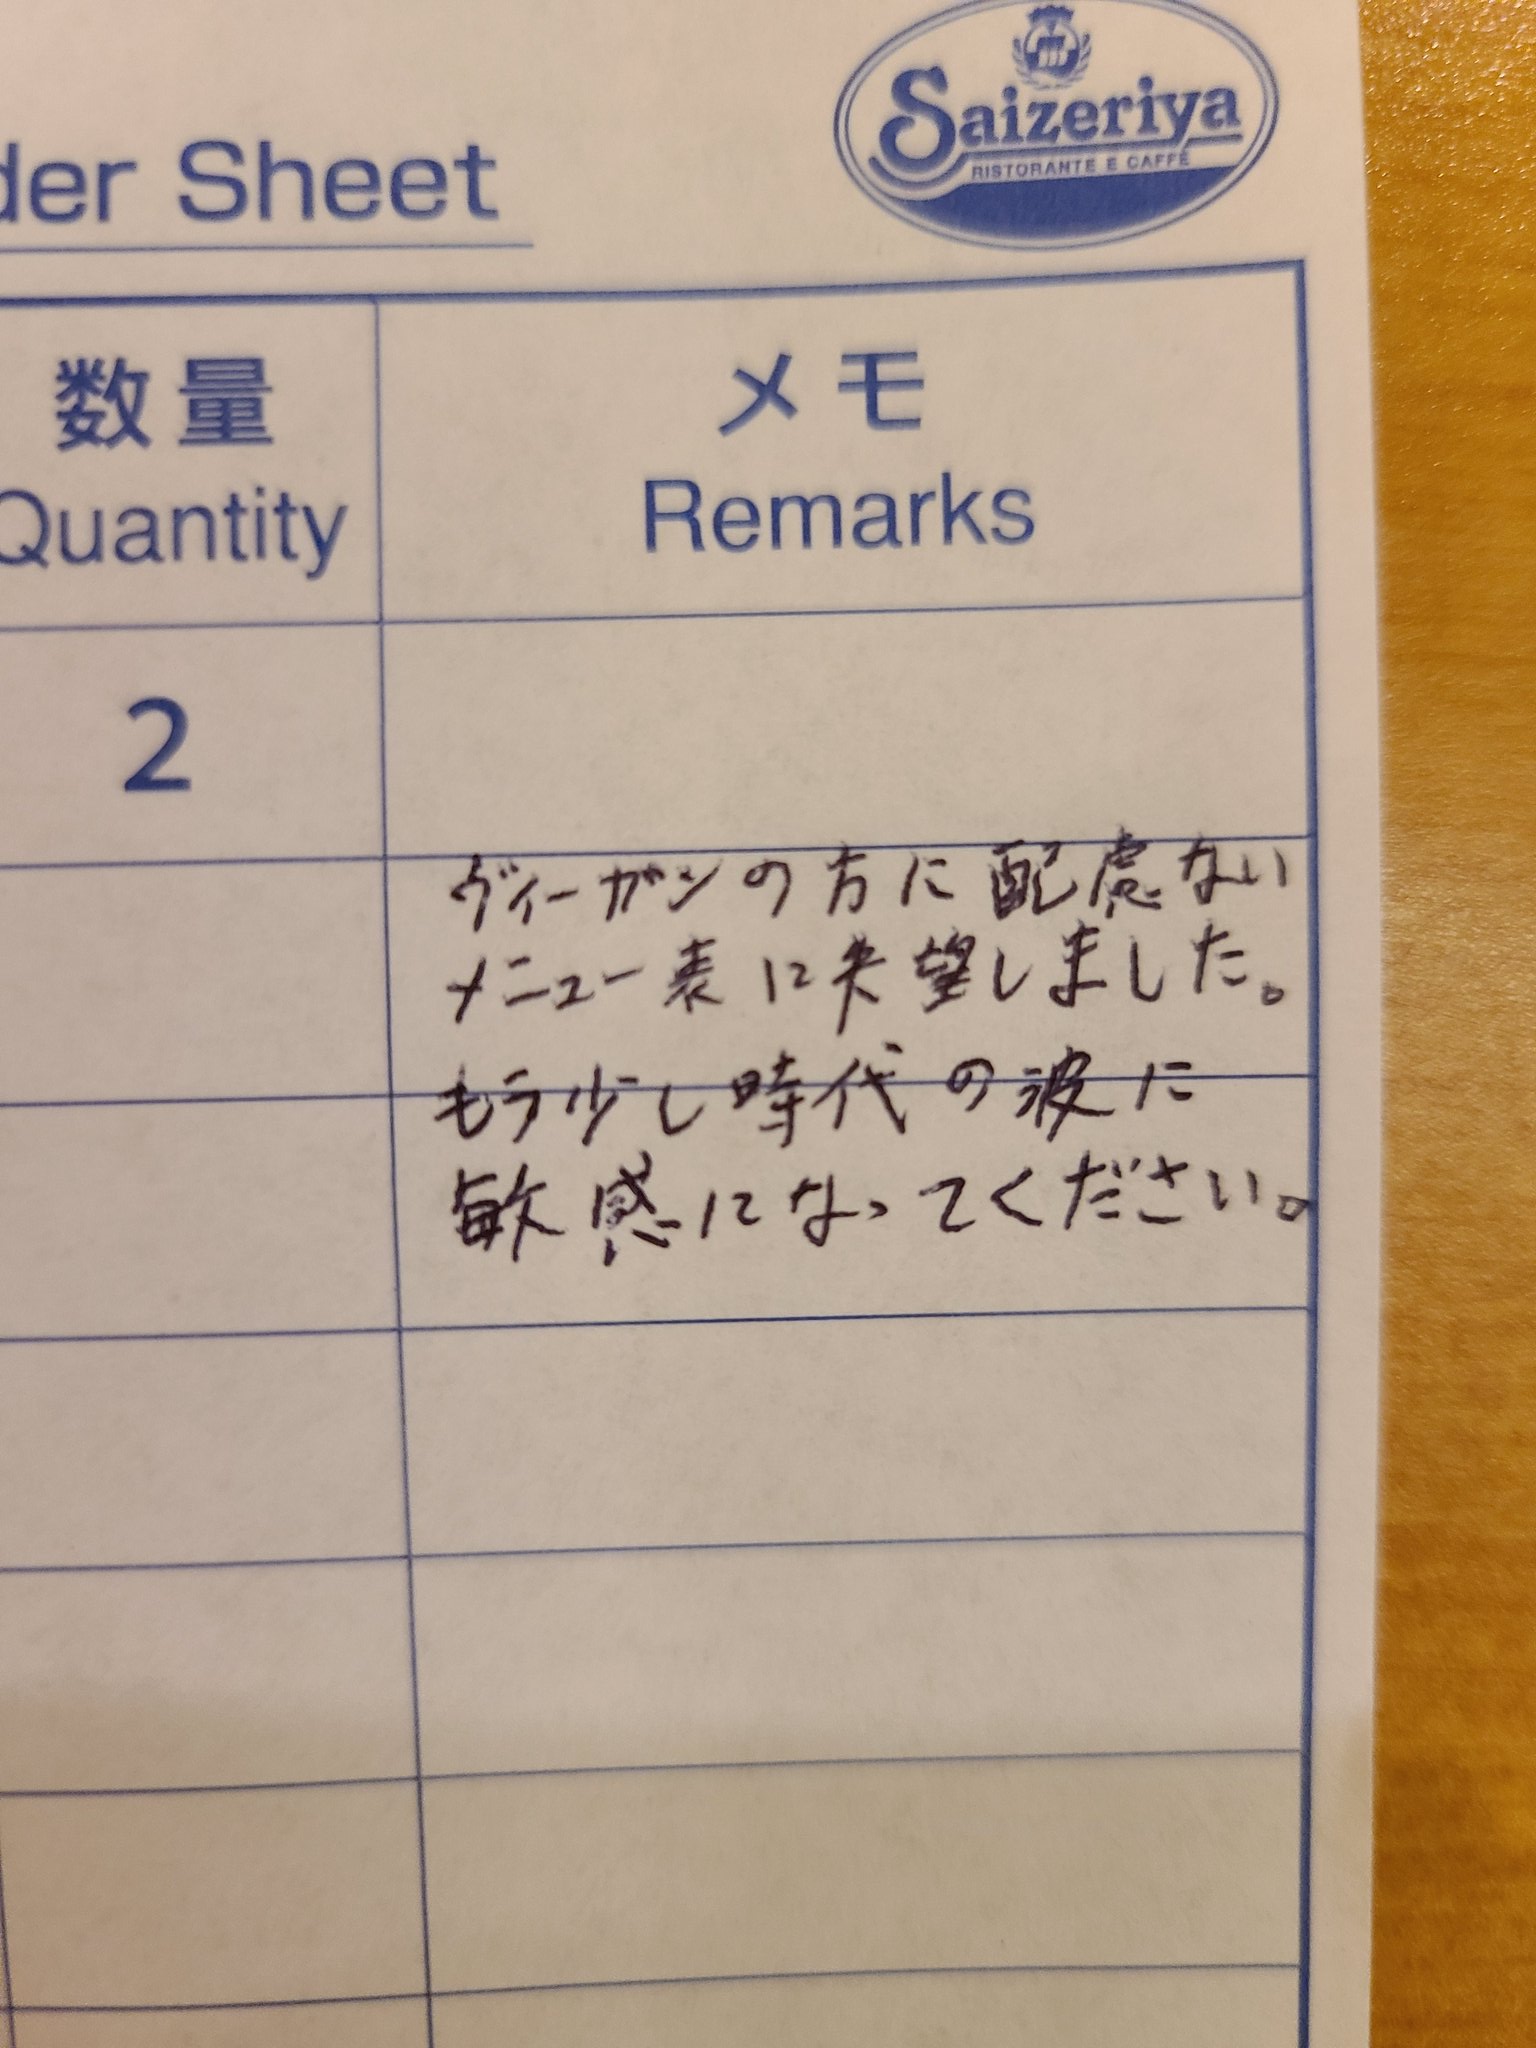 Saizeriya
RISTORANTE E CAFFÈ
der Sheet
数量
Quantity
メモ
Remarks
2
ヴィーガンの方に配慮ない
メニュー表に失望しました。
もう少し時代の波に
敏感になってください。